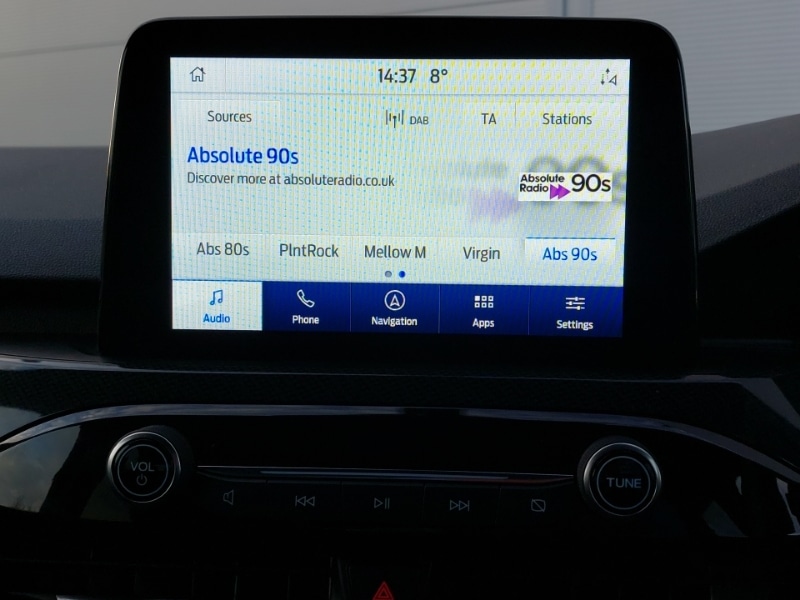 14:37 8°
Sources DAB TA Stations
Absolute 90s
Discover more at absoluteradio.co.uk
Absolute
Radio 90s
Abs 80s PlntRock Mellow M Virgin Abs 90s
Audio Phone Navigation Apps Settings
VOL TUNE